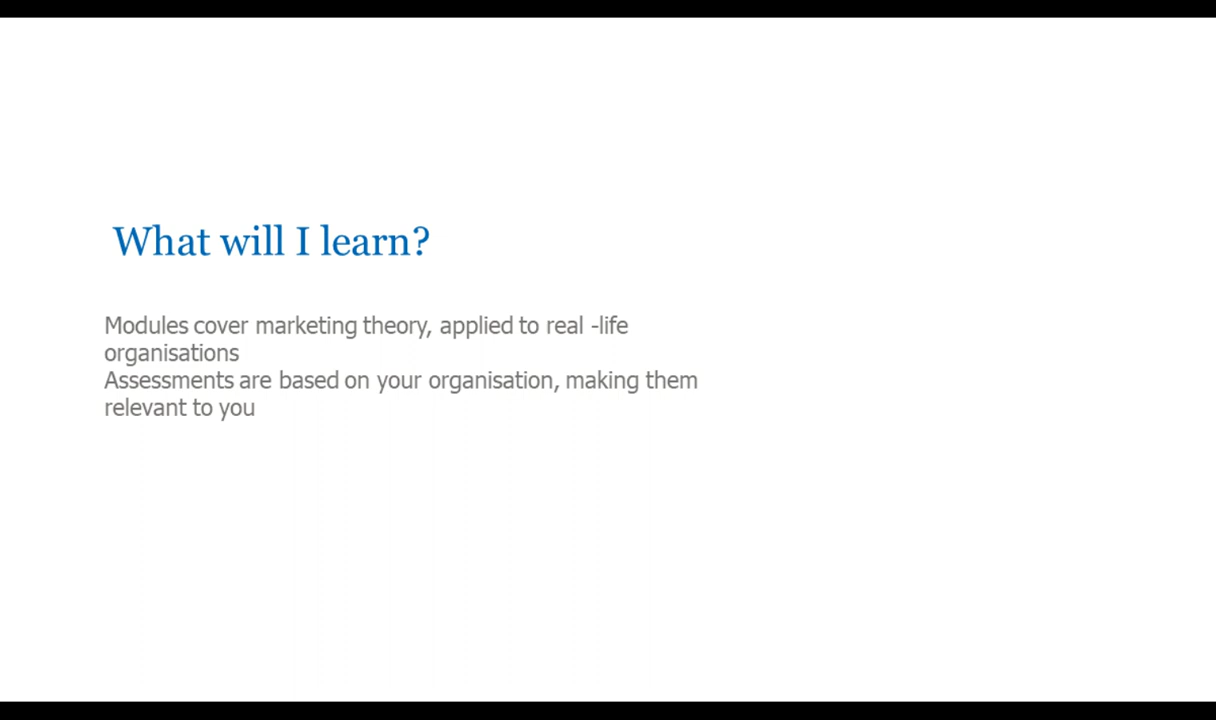 What will I learn?
Modules cover marketing theory, applied to real -life
organisations
Assessments are based on your organisation, making them
relevant to you